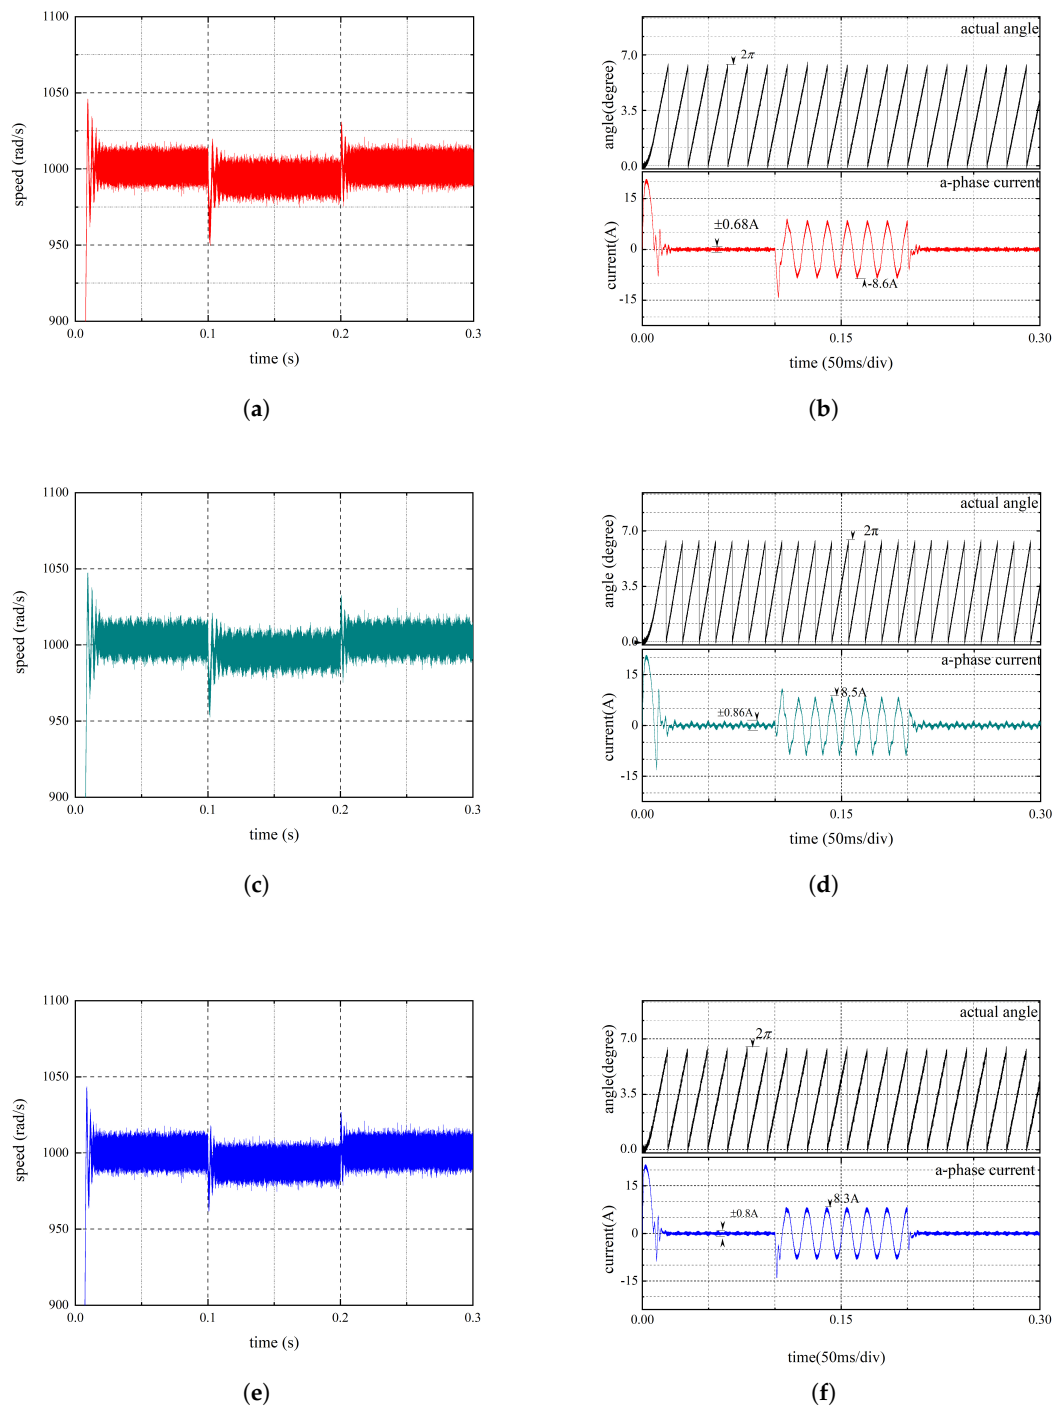 1100
1050
1000
950
900
speed (rad/s)
0.0
0.1
0.2
0.3
time (s)
(a)
actual angle
7.0
3.5
0.0
angle(degree)
2π
a-phase current
15
0
-15
current(A)
±0.68A
-8.6A
0.00
0.15
0.30
time (50ms/div)
(b)
1100
1050
1000
950
900
speed (rad/s)
0.0
0.1
0.2
0.3
time (s)
(c)
actual angle
7.0
3.5
0.0
angle (degree)
2π
a-phase current
15
0
-15
current(A)
±0.86A
8.5A
0.00
0.15
0.30
time (50ms/div)
(d)
1100
1050
1000
950
900
speed (rad/s)
0.0
0.1
0.2
0.3
time (s)
(e)
actual angle
7.0
3.5
0.0
angle(degree)
2π
a-phase current
15
0
-15
current(A)
±0.8A
8.3A
0.00
0.15
0.30
time(50ms/div)
(f)